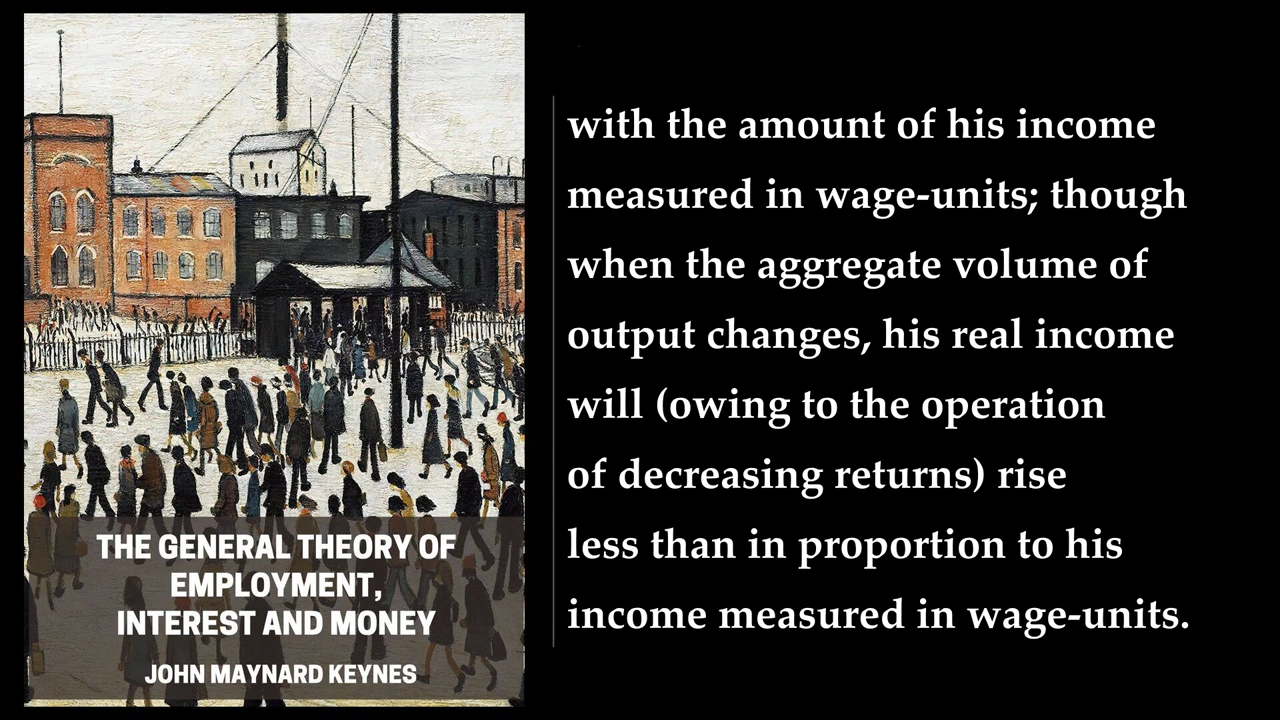 THE GENERAL THEORY OF
EMPLOYMENT,
INTEREST AND MONEY
JOHN MAYNARD KEYNES
with the amount of his income
measured in wage-units; though
when the aggregate volume of
output changes, his real income
will (owing to the operation
of decreasing returns) rise
less than in proportion to his
income measured in wage-units.